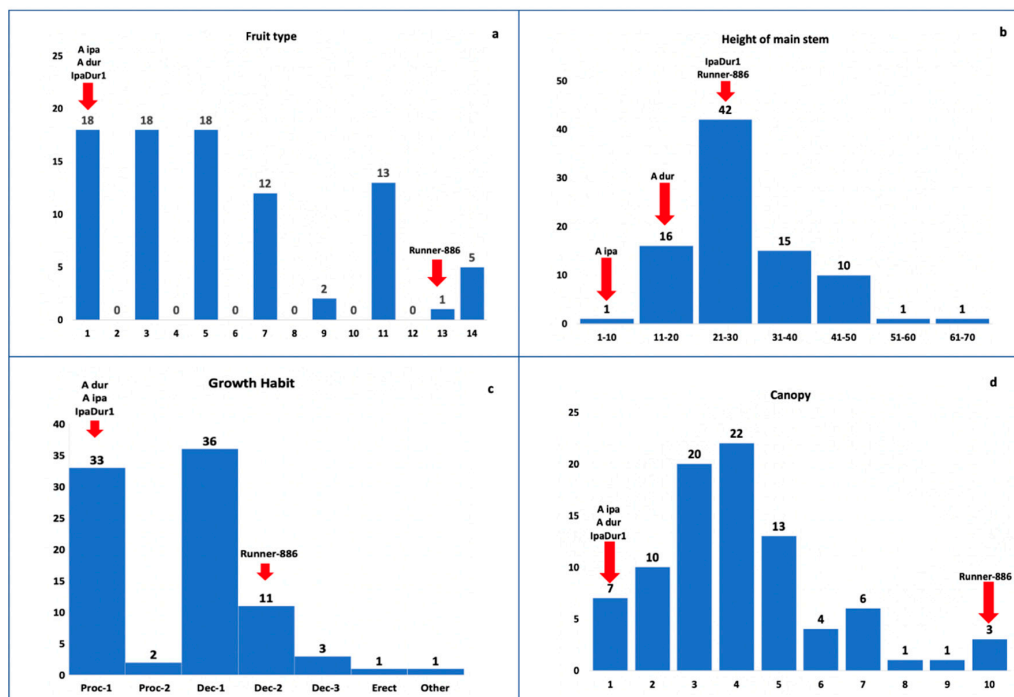 Fruit type
a
25
20
15
10
5
0
A ipa
A dur
IpaDur1
Runner-886
18
0
18
0
18
0
12
0
2
0
13
0
1
5
1 2 3 4 5 6 7 8 9 10 11 12 13 14
Height of main stem
b
50
40
30
20
10
0
A ipa
A dur
IpaDur1
Runner-886
1
16
42
15
10
1
1
1-10 11-20 21-30 31-40 41-50 51-60 61-70
Growth Habit
c
40
35
30
25
20
15
10
5
0
A dur
A ipa
IpaDur1
Runner-886
33
2
36
11
3
1
1
Proc-1 Proc-2 Dec-1 Dec-2 Dec-3 Erect Other
Canopy
d
25
20
15
10
5
0
A ipa
A dur
IpaDur1
Runner-886
7
10
20
22
13
4
6
1
1
3
1 2 3 4 5 6 7 8 9 10